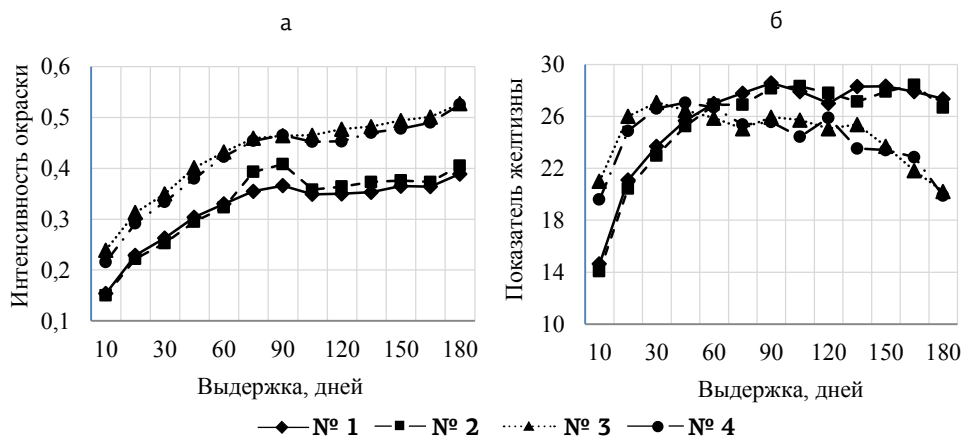 а
Интенсивность окраски
0,6
0,5
0,4
0,3
0,2
0,1
10 30 60 90 120 150 180
Выдержка, дней
б
Показатель желтизны
30
26
22
18
14
10
10 30 60 90 120 150 180
Выдержка, дней
№ 1 № 2 № 3 № 4